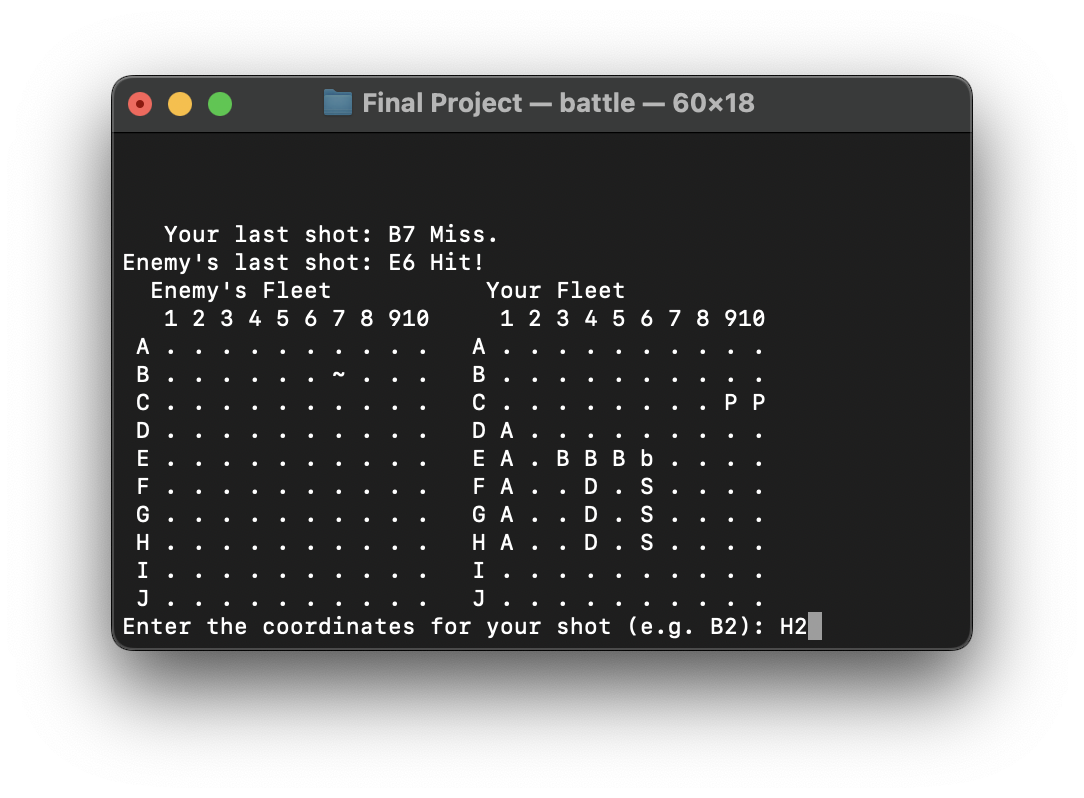 Final Project — battle — 60×18
   Your last shot: B7 Miss.
Enemy's last shot: E6 Hit!
  Enemy's Fleet           Your Fleet
   1 2 3 4 5 6 7 8 910     1 2 3 4 5 6 7 8 910
 A . . . . . . . . . .   A . . . . . . . . . .
 B . . . . . . ~ . . .   B . . . . . . . . . .
 C . . . . . . . . . .   C . . . . . . . . P P
 D . . . . . . . . . .   D A . . . . . . . . .
 E . . . . . . . . . .   E A . B B B b . . . .
 F . . . . . . . . . .   F A . . D . S . . . .
 G . . . . . . . . . .   G A . . D . S . . . .
 H . . . . . . . . . .   H A . . D . S . . . .
 I . . . . . . . . . .   I . . . . . . . . . .
 J . . . . . . . . . .   J . . . . . . . . . .
Enter the coordinates for your shot (e.g. B2): H2